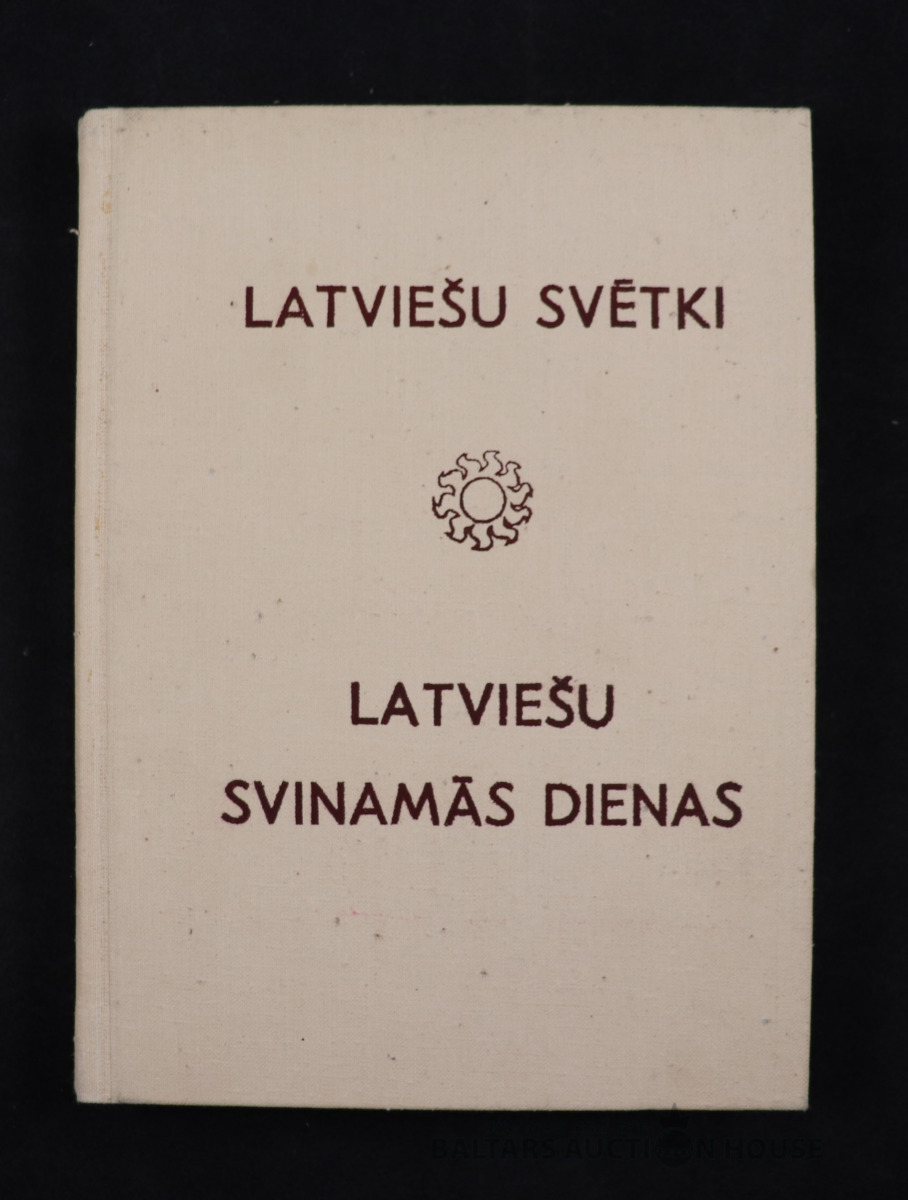 LATVIEŠU SVĒTKI
LATVIEŠU
SVINAMĀS DIENAS
BALTARS AUCTION HOUSE